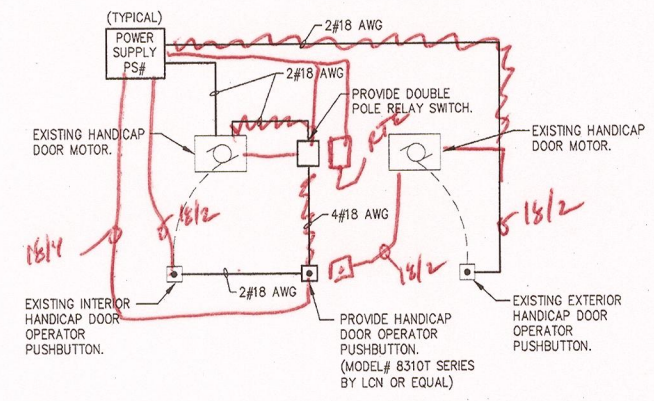 (TYPICAL)
POWER
SUPPLY
PS#
2#18 AWG
2#18 AWG
PROVIDE DOUBLE
POLE RELAY SWITCH.
EXISTING HANDICAP
DOOR MOTOR.
RTE
EXISTING HANDICAP
DOOR MOTOR.
18/2
4#18 AWG
18/2
18/4
18/2
2#18 AWG
EXISTING INTERIOR
HANDICAP DOOR
OPERATOR
PUSHBUTTON.
PROVIDE HANDICAP
DOOR OPERATOR
PUSHBUTTON.
(MODEL# 8310T SERIES
BY LCN OR EQUAL)
EXISTING EXTERIOR
HANDICAP DOOR
OPERATOR
PUSHBUTTON.